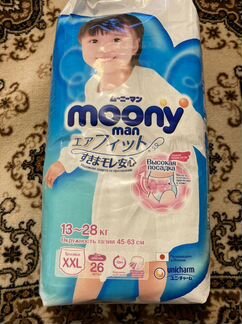 ムーニーマン
moony
man
エアフィット
すきまモレ安心
Высокая
посадка
13~28 кг
окружность талии 45-63 см
XXL
26
unicharm
ユニ・チャーム